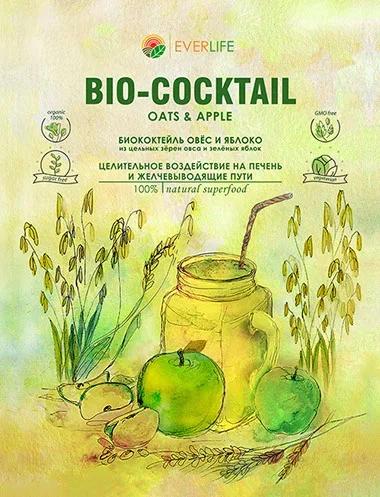 EVERLIFE
BIO-COCKTAIL
OATS & APPLE
organic
100%
GMO free
БИОКОКТЕЙЛЬ ОВЁС И ЯБЛОКО
из цельных зёрен овса и зелёных яблок
ЦЕЛИТЕЛЬНОЕ ВОЗДЕЙСТВИЕ НА ПЕЧЕНЬ
И ЖЕЛЧЕВЫВОДЯЩИЕ ПУТИ
sugar free
vegetarian
100% | natural superfood